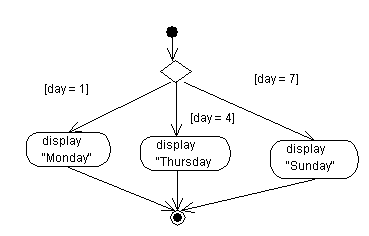 [day = 1]
[day = 7]
[day = 4]
display
"Monday"
display
"Thursday
display
"Sunday"